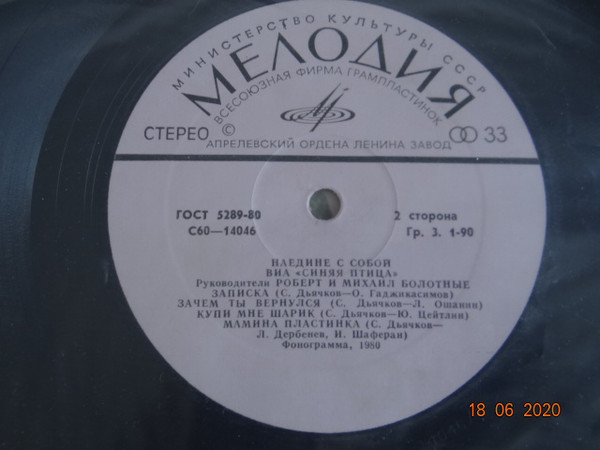 МИНИСТЕРСТВО КУЛЬТУРЫ СССР
МЕЛОДИЯ
ВСЕСОЮЗНАЯ ФИРМА ГРАМПЛАСТИНОК
СТЕРЕО © 33
АПРЕЛЕВСКИЙ ОРДЕНА ЛЕНИНА ЗАВОД
ГОСТ 5289-80 2 сторона
С60—14046 Гр. 3. 1-90
НАЕДИНЕ С СОБОЙ
ВИА «СИНЯЯ ПТИЦА»
Руководители РОБЕРТ И МИХАИЛ БОЛОТНЫЕ
ЗАПИСКА (С. Дьячков—О. Гаджикасимов)
ЗАЧЕМ ТЫ ВЕРНУЛСЯ (С. Дьячков—Л. Ошанин)
КУПИ МНЕ ШАРИК (С. Дьячков—Ю. Цейтлин)
МАМИНА ПЛАСТИНКА (С. Дьячков—
Л. Дербенев, И. Шаферан)
Фонограмма, 1980
18 06 2020